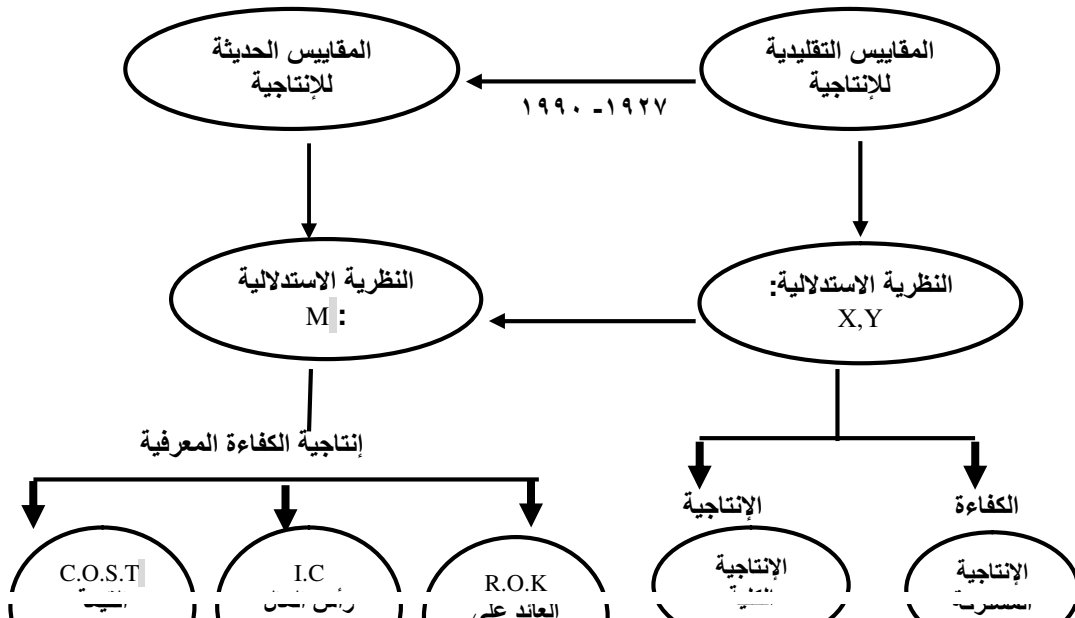 المقاييس التقليدية
للإنتاجية
المقاييس الحديثة
للإنتاجية
١٩٢٧- ١٩٩٠
النظرية الاستدلالية:
X,Y
النظرية الاستدلالية
M :
إنتاجية الكفاءة المعرفية
الكفاءة
الإنتاجية
الإنتاجية
الإنتاجية
الكلية
R.O.K
العائد على
I.C
رأس المال
C.O.S.T